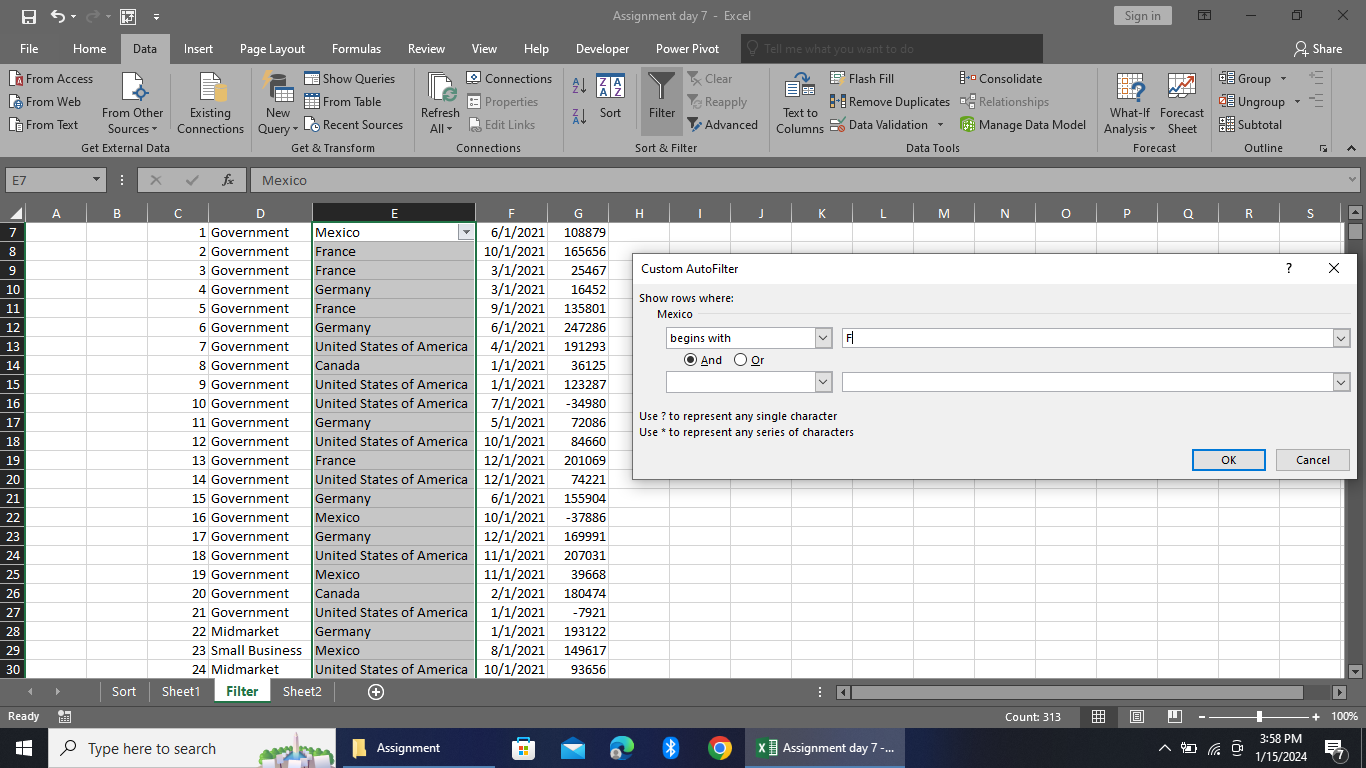 Assignment day 7 - Excel
Sign in
File Home Data Insert Page Layout Formulas Review View Help Developer Power Pivot Tell me what you want to do Share
From Access
From Web
From Text
From Other Sources
Existing Connections
Get External Data
New Query
Show Queries
From Table
Recent Sources
Get & Transform
Refresh All
Connections
Properties
Edit Links
Connections
Sort
Filter
Clear
Reapply
Advanced
Sort & Filter
Text to Columns
Flash Fill
Remove Duplicates
Data Validation
Consolidate
Relationships
Manage Data Model
Data Tools
What-If Analysis
Forecast Sheet
Forecast
Group
Ungroup
Subtotal
Outline
E7 fx Mexico
A B C D E F G H I J K L M N O P Q R S
7 1 Government Mexico 6/1/2021 108879
8 2 Government France 10/1/2021 165656
9 3 Government France 3/1/2021 25467
10 4 Government Germany 3/1/2021 16452
11 5 Government France 9/1/2021 135801
12 6 Government Germany 6/1/2021 247286
13 7 Government United States of America 4/1/2021 191293
14 8 Government Canada 1/1/2021 36125
15 9 Government United States of America 1/1/2021 123287
16 10 Government United States of America 7/1/2021 -34980
17 11 Government Germany 5/1/2021 72086
18 12 Government United States of America 10/1/2021 84660
19 13 Government France 12/1/2021 201069
20 14 Government United States of America 12/1/2021 74221
21 15 Government Germany 6/1/2021 155904
22 16 Government Mexico 10/1/2021 -37886
23 17 Government Germany 12/1/2021 169991
24 18 Government United States of America 11/1/2021 207031
25 19 Government Mexico 11/1/2021 39668
26 20 Government Canada 2/1/2021 180474
27 21 Government United States of America 1/1/2021 -7921
28 22 Midmarket Germany 1/1/2021 193122
29 23 Small Business Mexico 8/1/2021 149617
30 24 Midmarket United States of America 10/1/2021 93656
Custom AutoFilter ?
Show rows where:
Mexico
begins with F
And Or
Use ? to represent any single character
Use * to represent any series of characters
OK Cancel
Sort Sheet1 Filter Sheet2
Ready Count: 313 100%
Type here to search Assignment Assignment day 7 -... 3:58 PM
1/15/2024
7